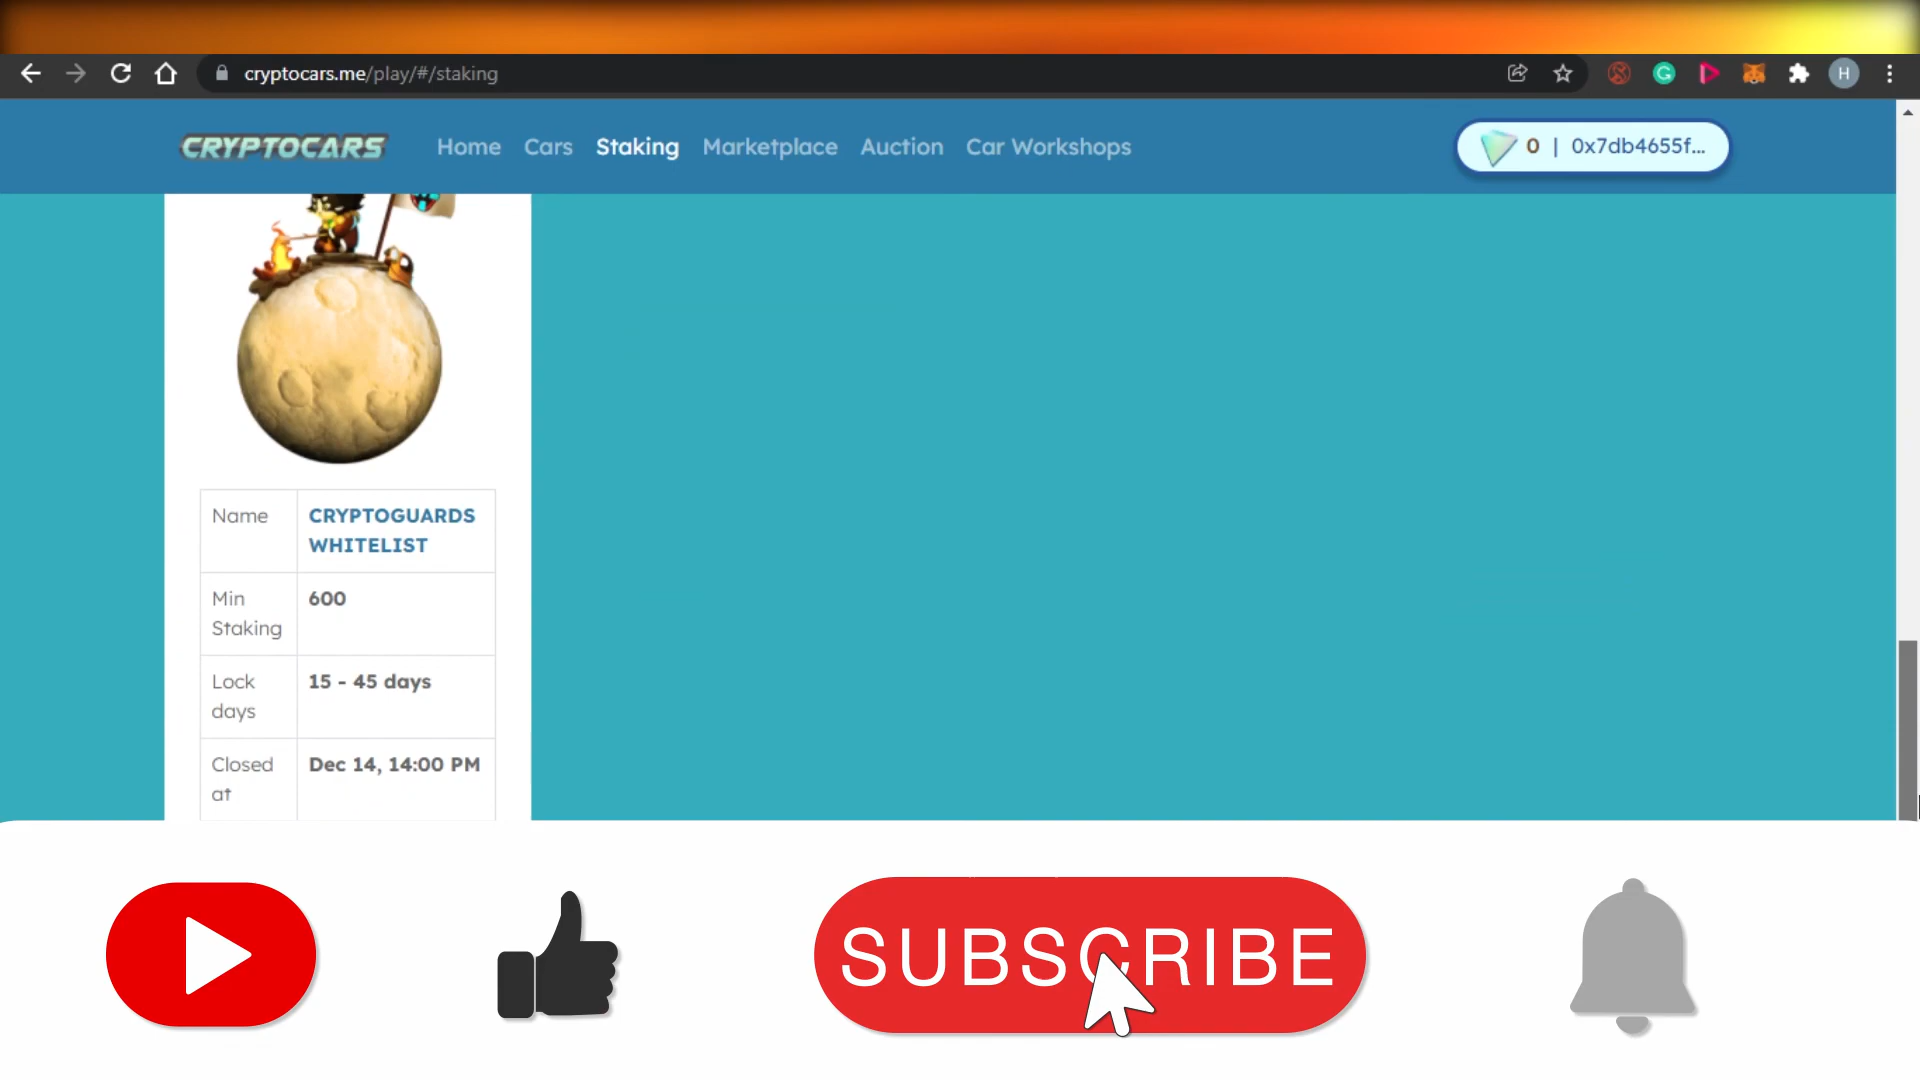 cryptocars.me/play/#/staking
H
CRYPTOCARS Home Cars Staking Marketplace Auction Car Workshops 0 | 0x7db4655f...
Name CRYPTOGUARDS
WHITELIST
Min 600
Staking
Lock 15 - 45 days
days
Closed Dec 14, 14:00 PM
at
SUBSCRIBE